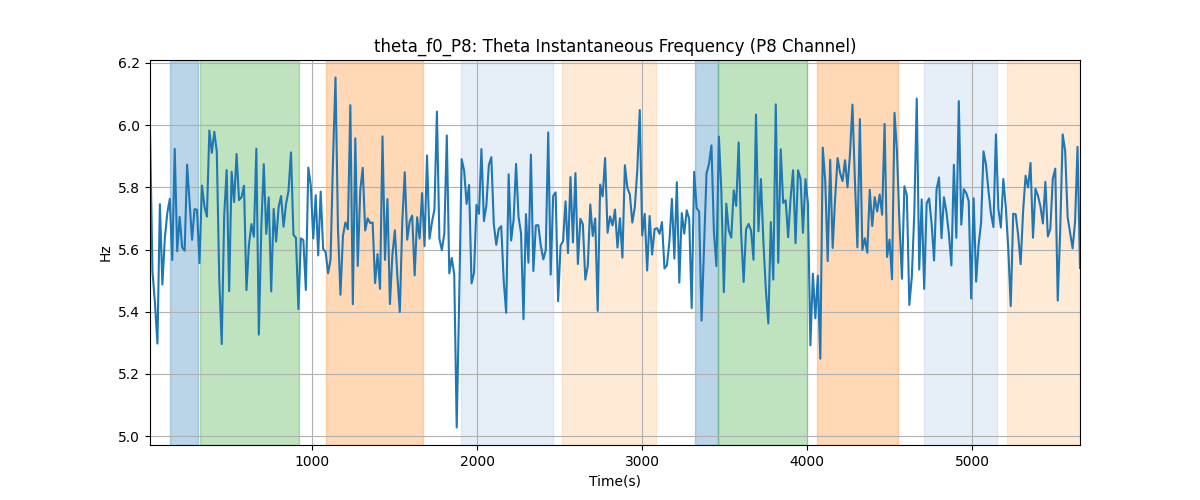 theta_f0_P8: Theta Instantaneous Frequency (P8 Channel)
6.2
6.0
5.8
5.6
5.4
5.2
5.0
Hz
1000 2000 3000 4000 5000
Time(s)